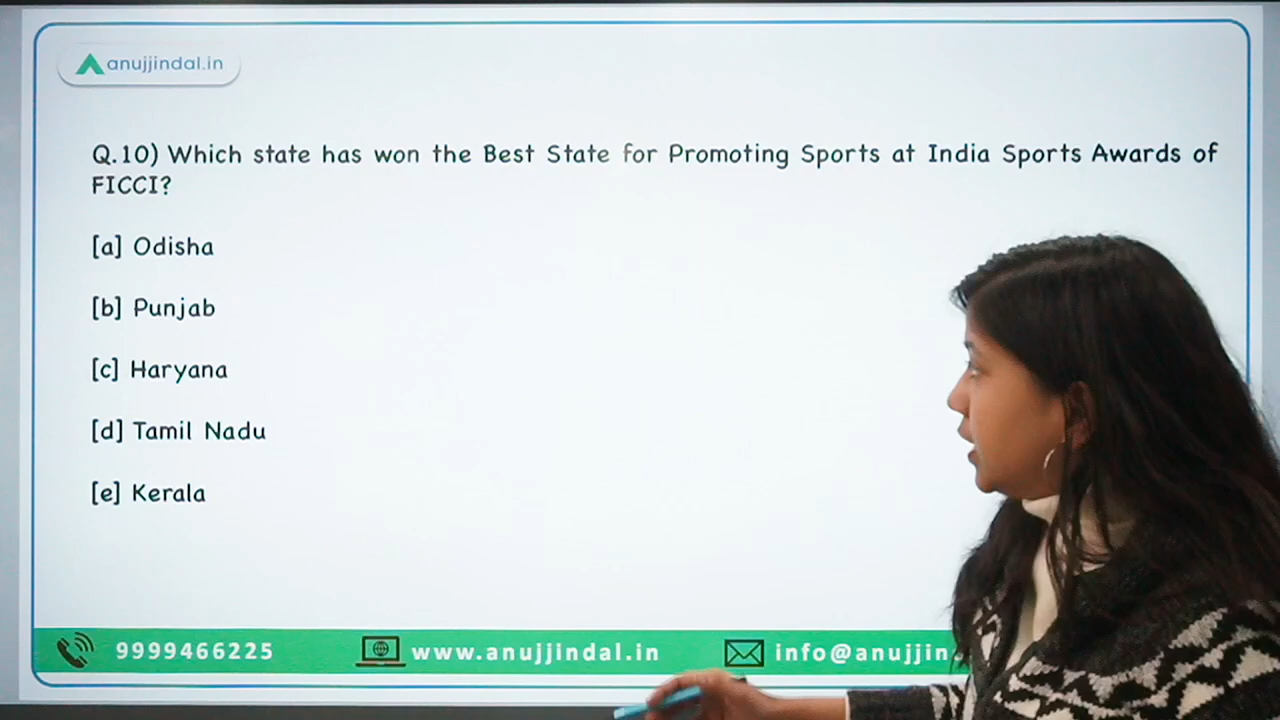 anujjindal.in
Q.10) Which state has won the Best State for Promoting Sports at India Sports Awards of
FICCI?
[a] Odisha
[b] Punjab
[c] Haryana
[d] Tamil Nadu
[e] Kerala
9999466225 www.anujjindal.in info@anujjin